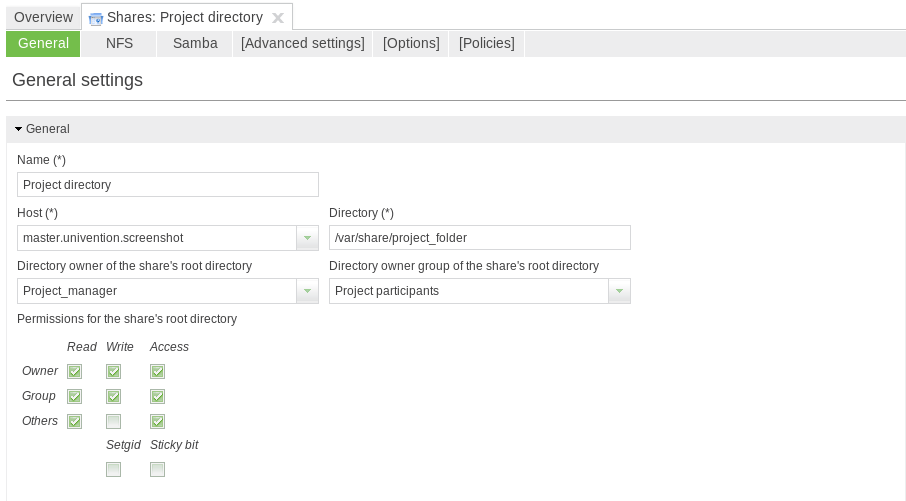 Overview Shares: Project directory
General NFS Samba [Advanced settings] [Options] [Policies]
General settings
General
Name (*)
Project directory
Host (*) Directory (*)
master.univention.screenshot /var/share/project_folder
Directory owner of the share's root directory Directory owner group of the share's root directory
Project_manager Project participants
Permissions for the share's root directory
Read Write Access
Owner
Group
Others
Setgid Sticky bit